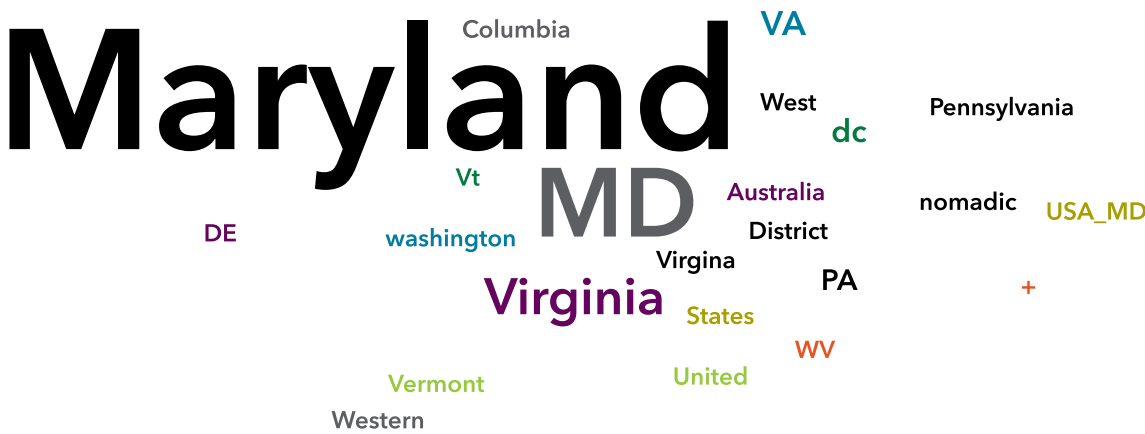 Maryland
Columbia
VA
West
dc
Pennsylvania
Vt
MD
Australia
nomadic
USA_MD
DE
washington
District
Virgina
PA
Virginia
States
+
WV
Vermont
United
Western